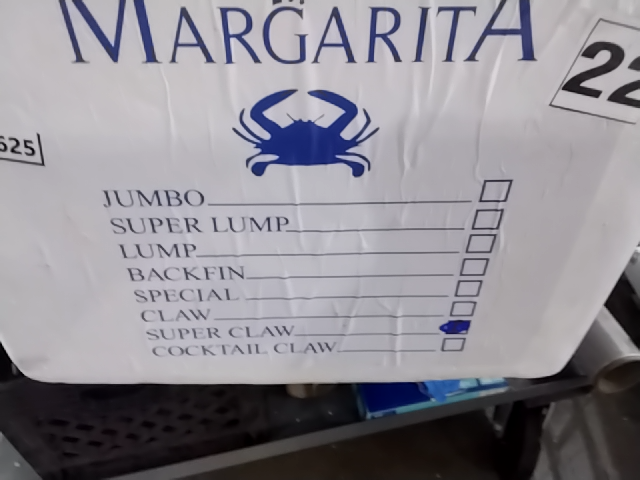 MARGARITA
22
625
JUMBO
SUPER LUMP
LUMP
BACKFIN
SPECIAL
CLAW
SUPER CLAW
COCKTAIL CLAW